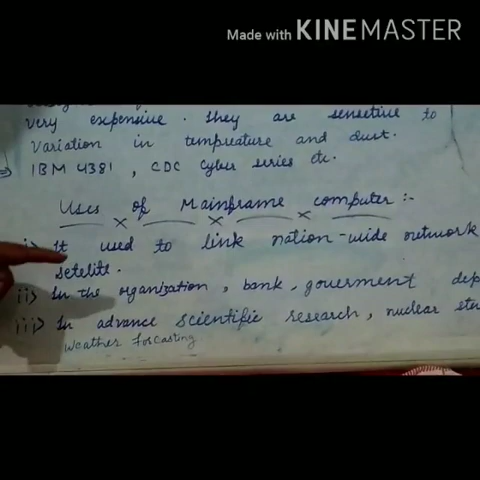 Made with KINEMASTER
very expensive. they are sensetive to
Variation in tempreature and dust.
IBM 4381, CDC Cyber series etc.
Uses of Mainframe computer :-
i) It used to link nation-wide network
setelite.
ii) In the organization, bank, gouerment dep
iii) In advance scientific research, nuclear
Weather forcasting